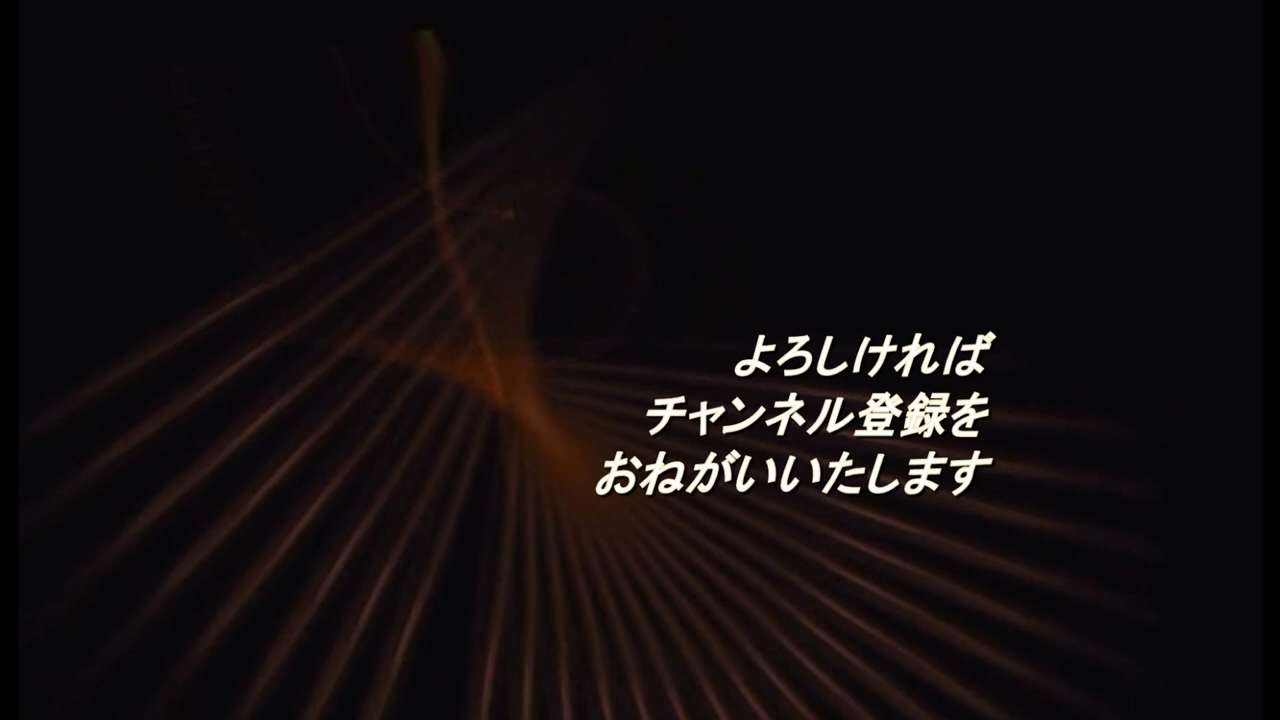 よろしければ
チャンネル登録を
おねがいいたします